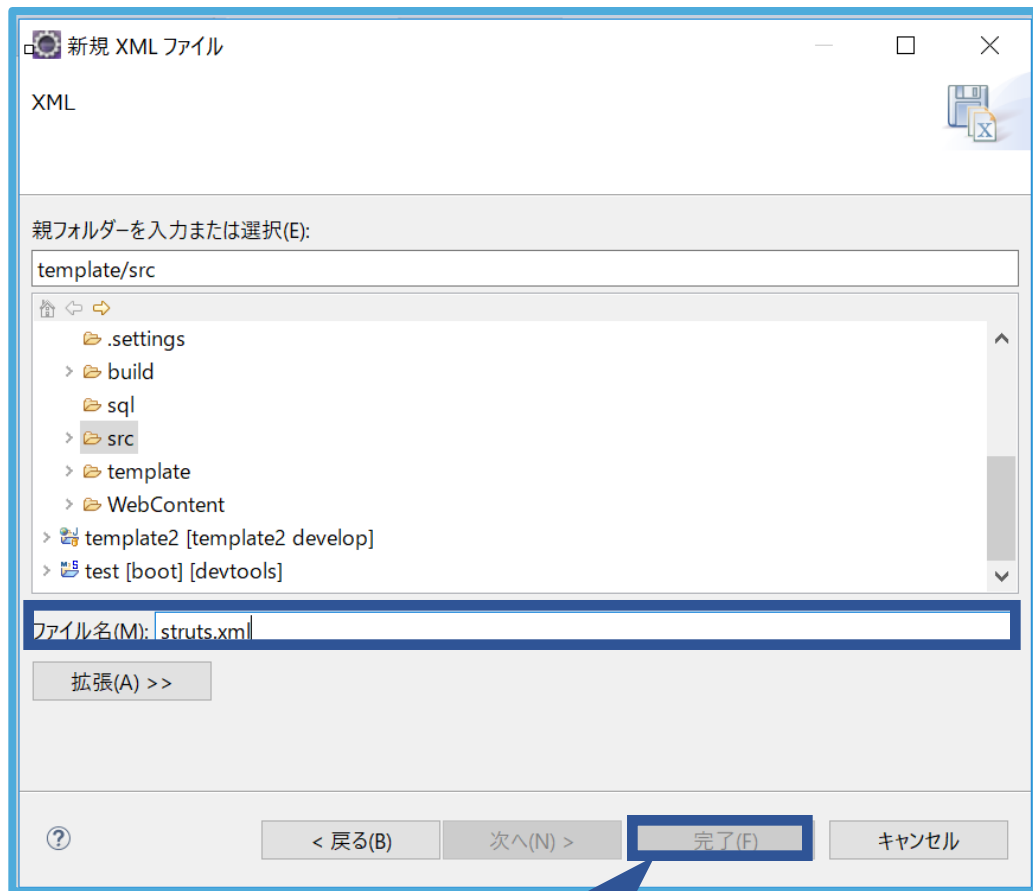 新規 XML ファイル
XML
親フォルダーを入力または選択(E):
template/src
.settings
build
sql
src
template
WebContent
template2 [template2 develop]
test [boot] [devtools]
ファイル名(M): struts.xml
拡張(A) >>
< 戻る(B) 次へ(N) > 完了(F) キャンセル